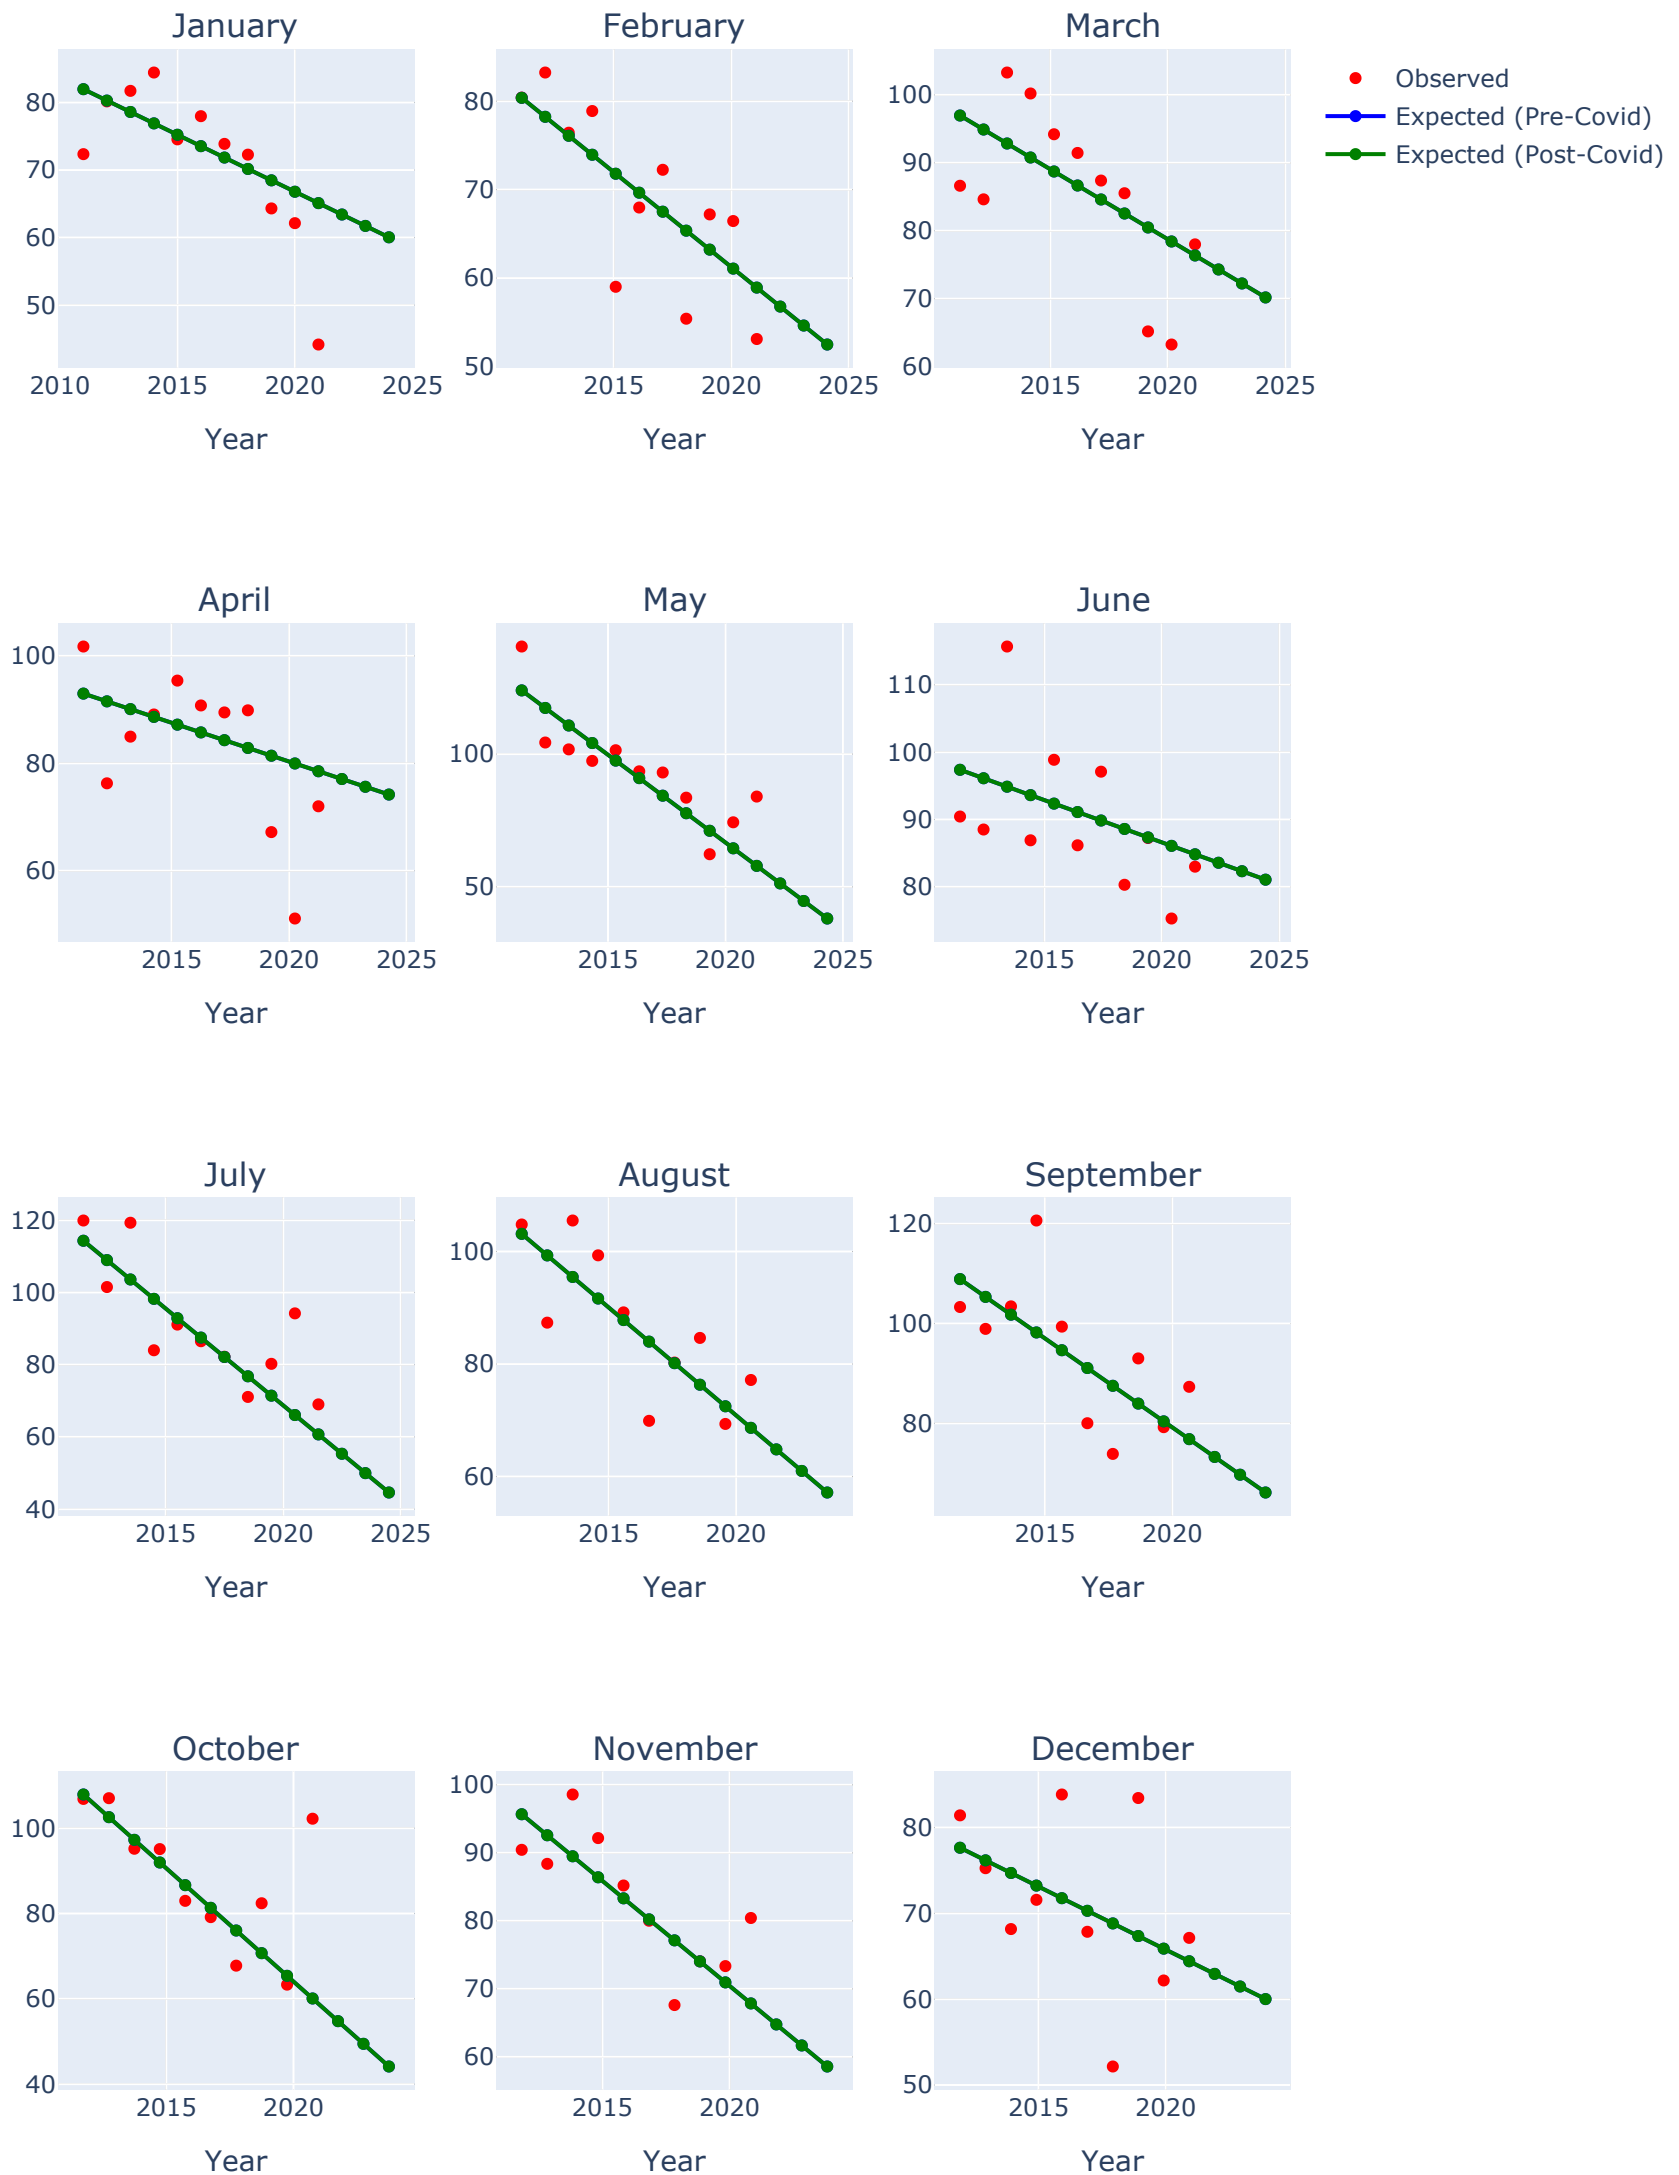 January
February
March
Observed
Expected (Pre-Covid)
Expected (Post-Covid)
80
70
60
50
2010
2015
2020
2025
Year
80
70
60
50
2015
2020
2025
Year
100
90
80
70
60
2015
2020
2025
Year
April
May
June
100
80
60
2015
2020
2025
Year
100
50
2015
2020
2025
Year
110
100
90
80
2015
2020
2025
Year
July
August
September
120
100
80
60
40
2015
2020
2025
Year
100
80
60
2015
2020
Year
120
100
80
2015
2020
Year
October
November
December
100
80
60
40
2015
2020
Year
100
90
80
70
60
2015
2020
Year
80
70
60
50
2015
2020
Year